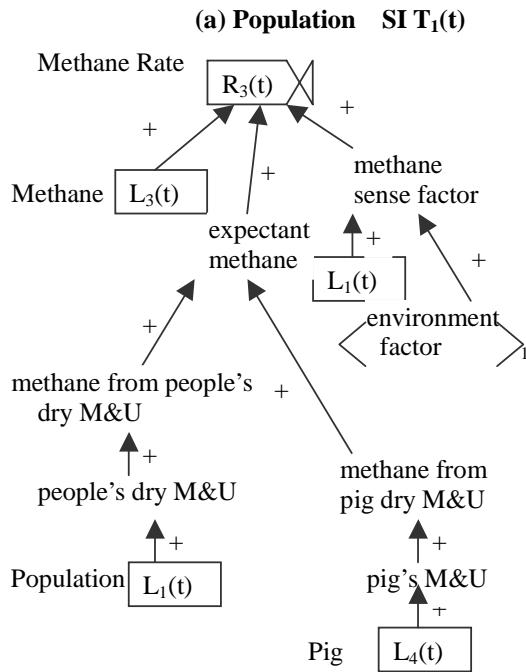 (a) Population SI T₁(t)
Methane Rate
R₃(t)
+
+
+
methane
sense factor
Methane
L₃(t)
expectant
methane
+
L₁(t)
+
environment
factor
1
+
+
methane from people's
dry M&U
+
people's dry M&U
+
Population
L₁(t)
methane from
pig dry M&U
+
pig's M&U
+
Pig
L₄(t)